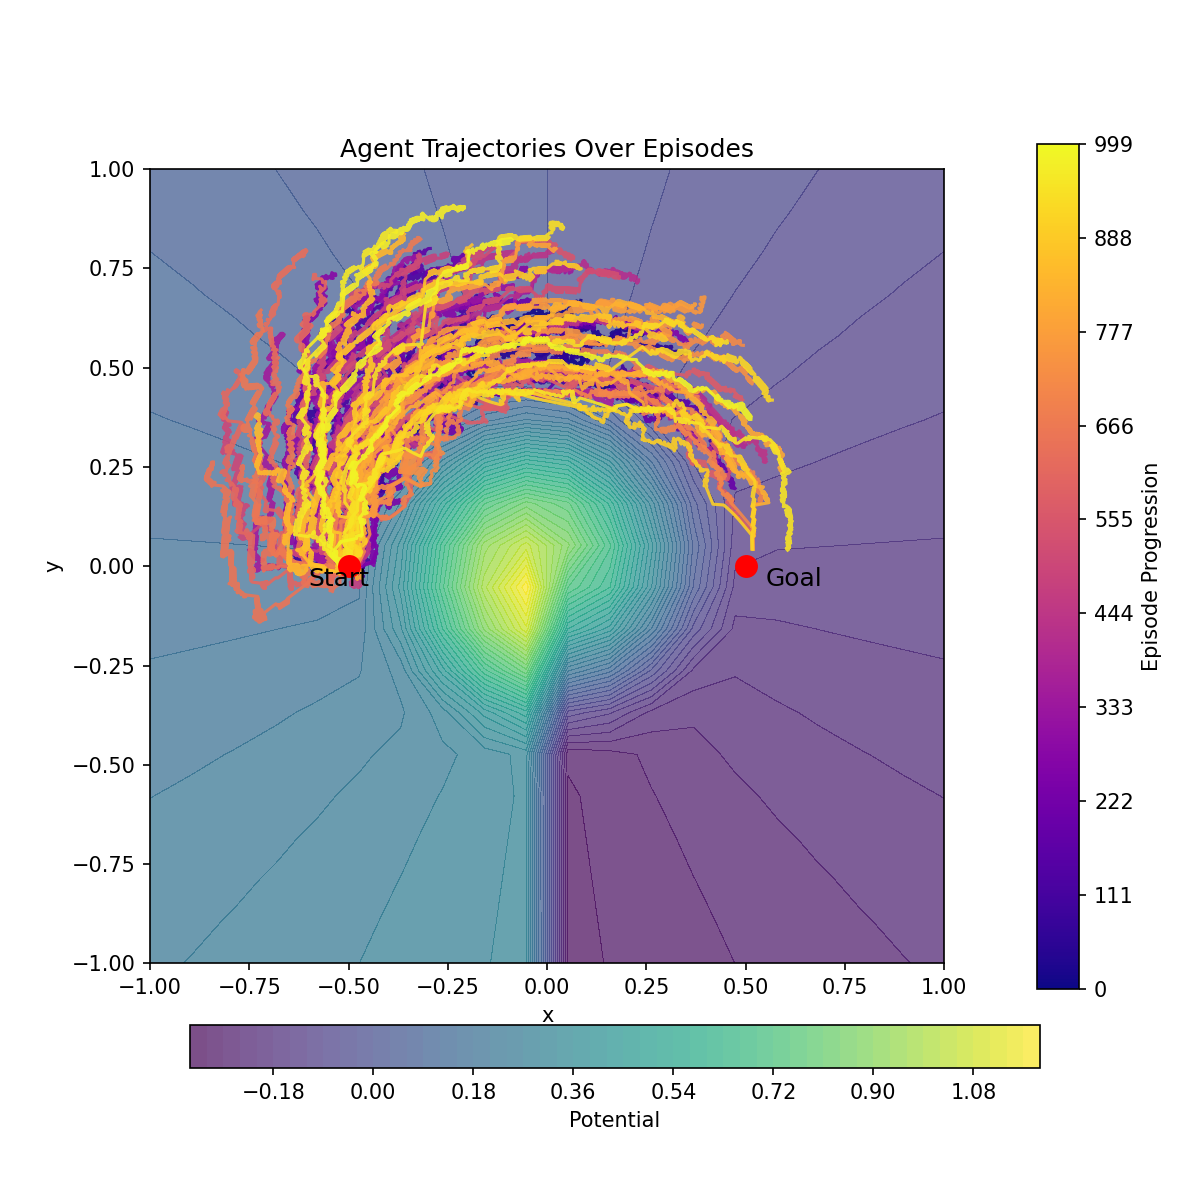 Agent Trajectories Over Episodes
1.00
0.75
0.50
0.25
0.00
−0.25
−0.50
−0.75
−1.00
y
Start
Goal
−1.00 −0.75 −0.50 −0.25 0.00 0.25 0.50 0.75 1.00
x
999
888
777
666
555
444
333
222
111
0
Episode Progression
−0.18 0.00 0.18 0.36 0.54 0.72 0.90 1.08
Potential